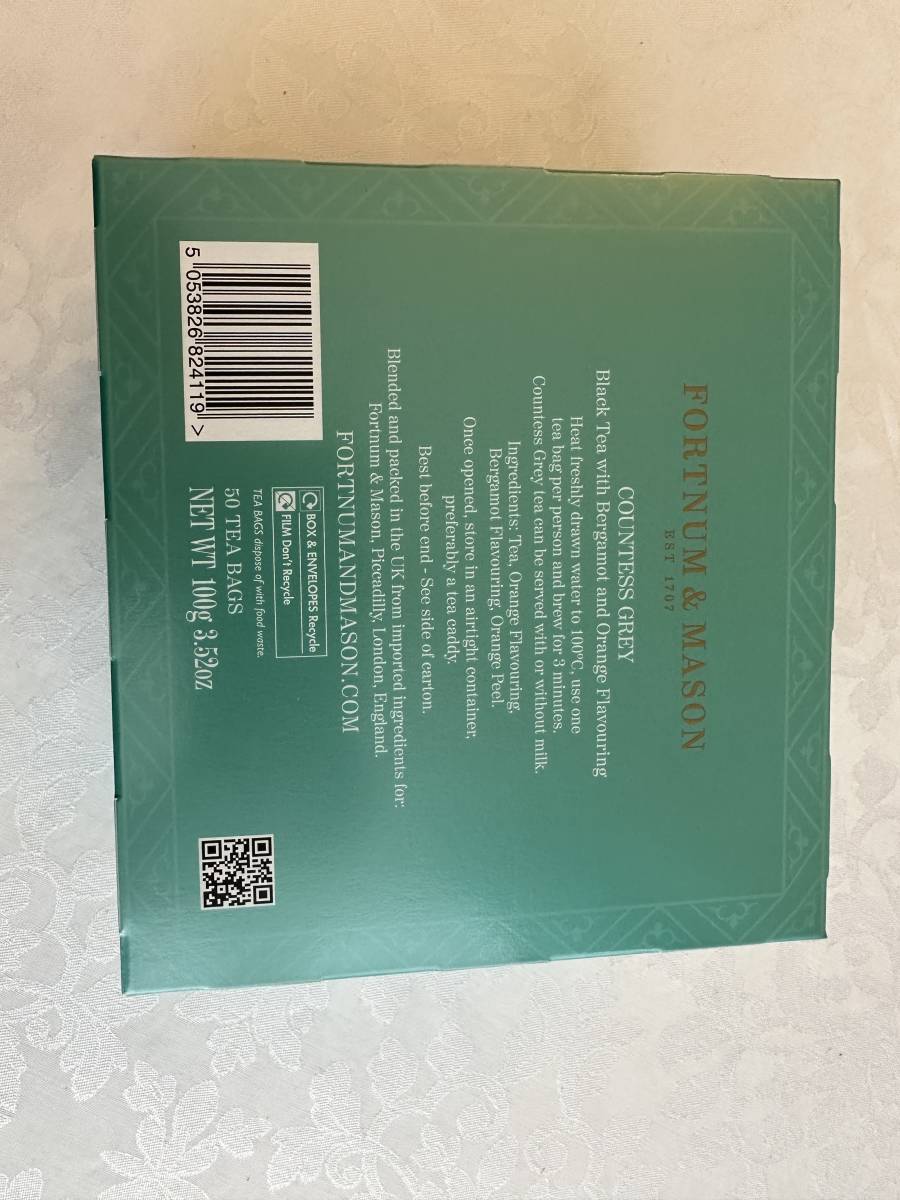 FORTNUM & MASON
EST 1707
COUNTESS GREY
Black Tea with Bergamot and Orange Flavouring
Heat freshly drawn water to 100°C, use one
tea bag per person and brew for 3 minutes.
Countess Grey tea can be served with or without milk.
Ingredients: Tea, Orange Flavouring,
Bergamot Flavouring, Orange Peel.
Once opened, store in an airtight container,
preferably a tea caddy.
Best before end - See side of carton.
Blended and packed in the UK from imported ingredients for:
Fortnum & Mason, Piccadilly, London, England.
FORTNUMANDMASON.COM
BOX & ENVELOPES Recycle
FILM Don't Recycle
TEA BAGS dispose of with food waste.
50 TEA BAGS
NET WT 100g 3.52oz
5 053826 824119 >